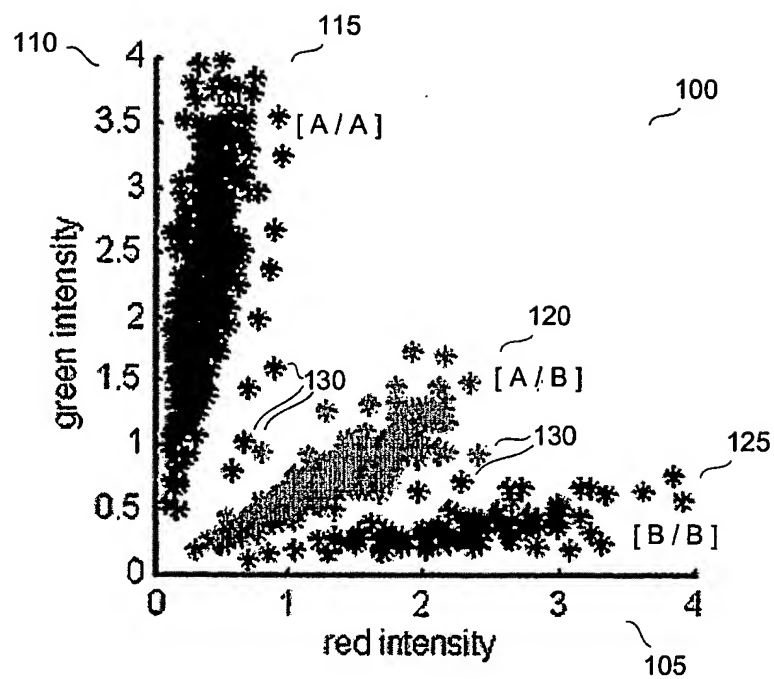 110
4
115
100
3.5
[ A / A ]
3
green intensity
2.5
2
120
1.5
130
[ A / B ]
1
130
125
0.5
[ B / B ]
0
0 1 2 3 4
red intensity
105